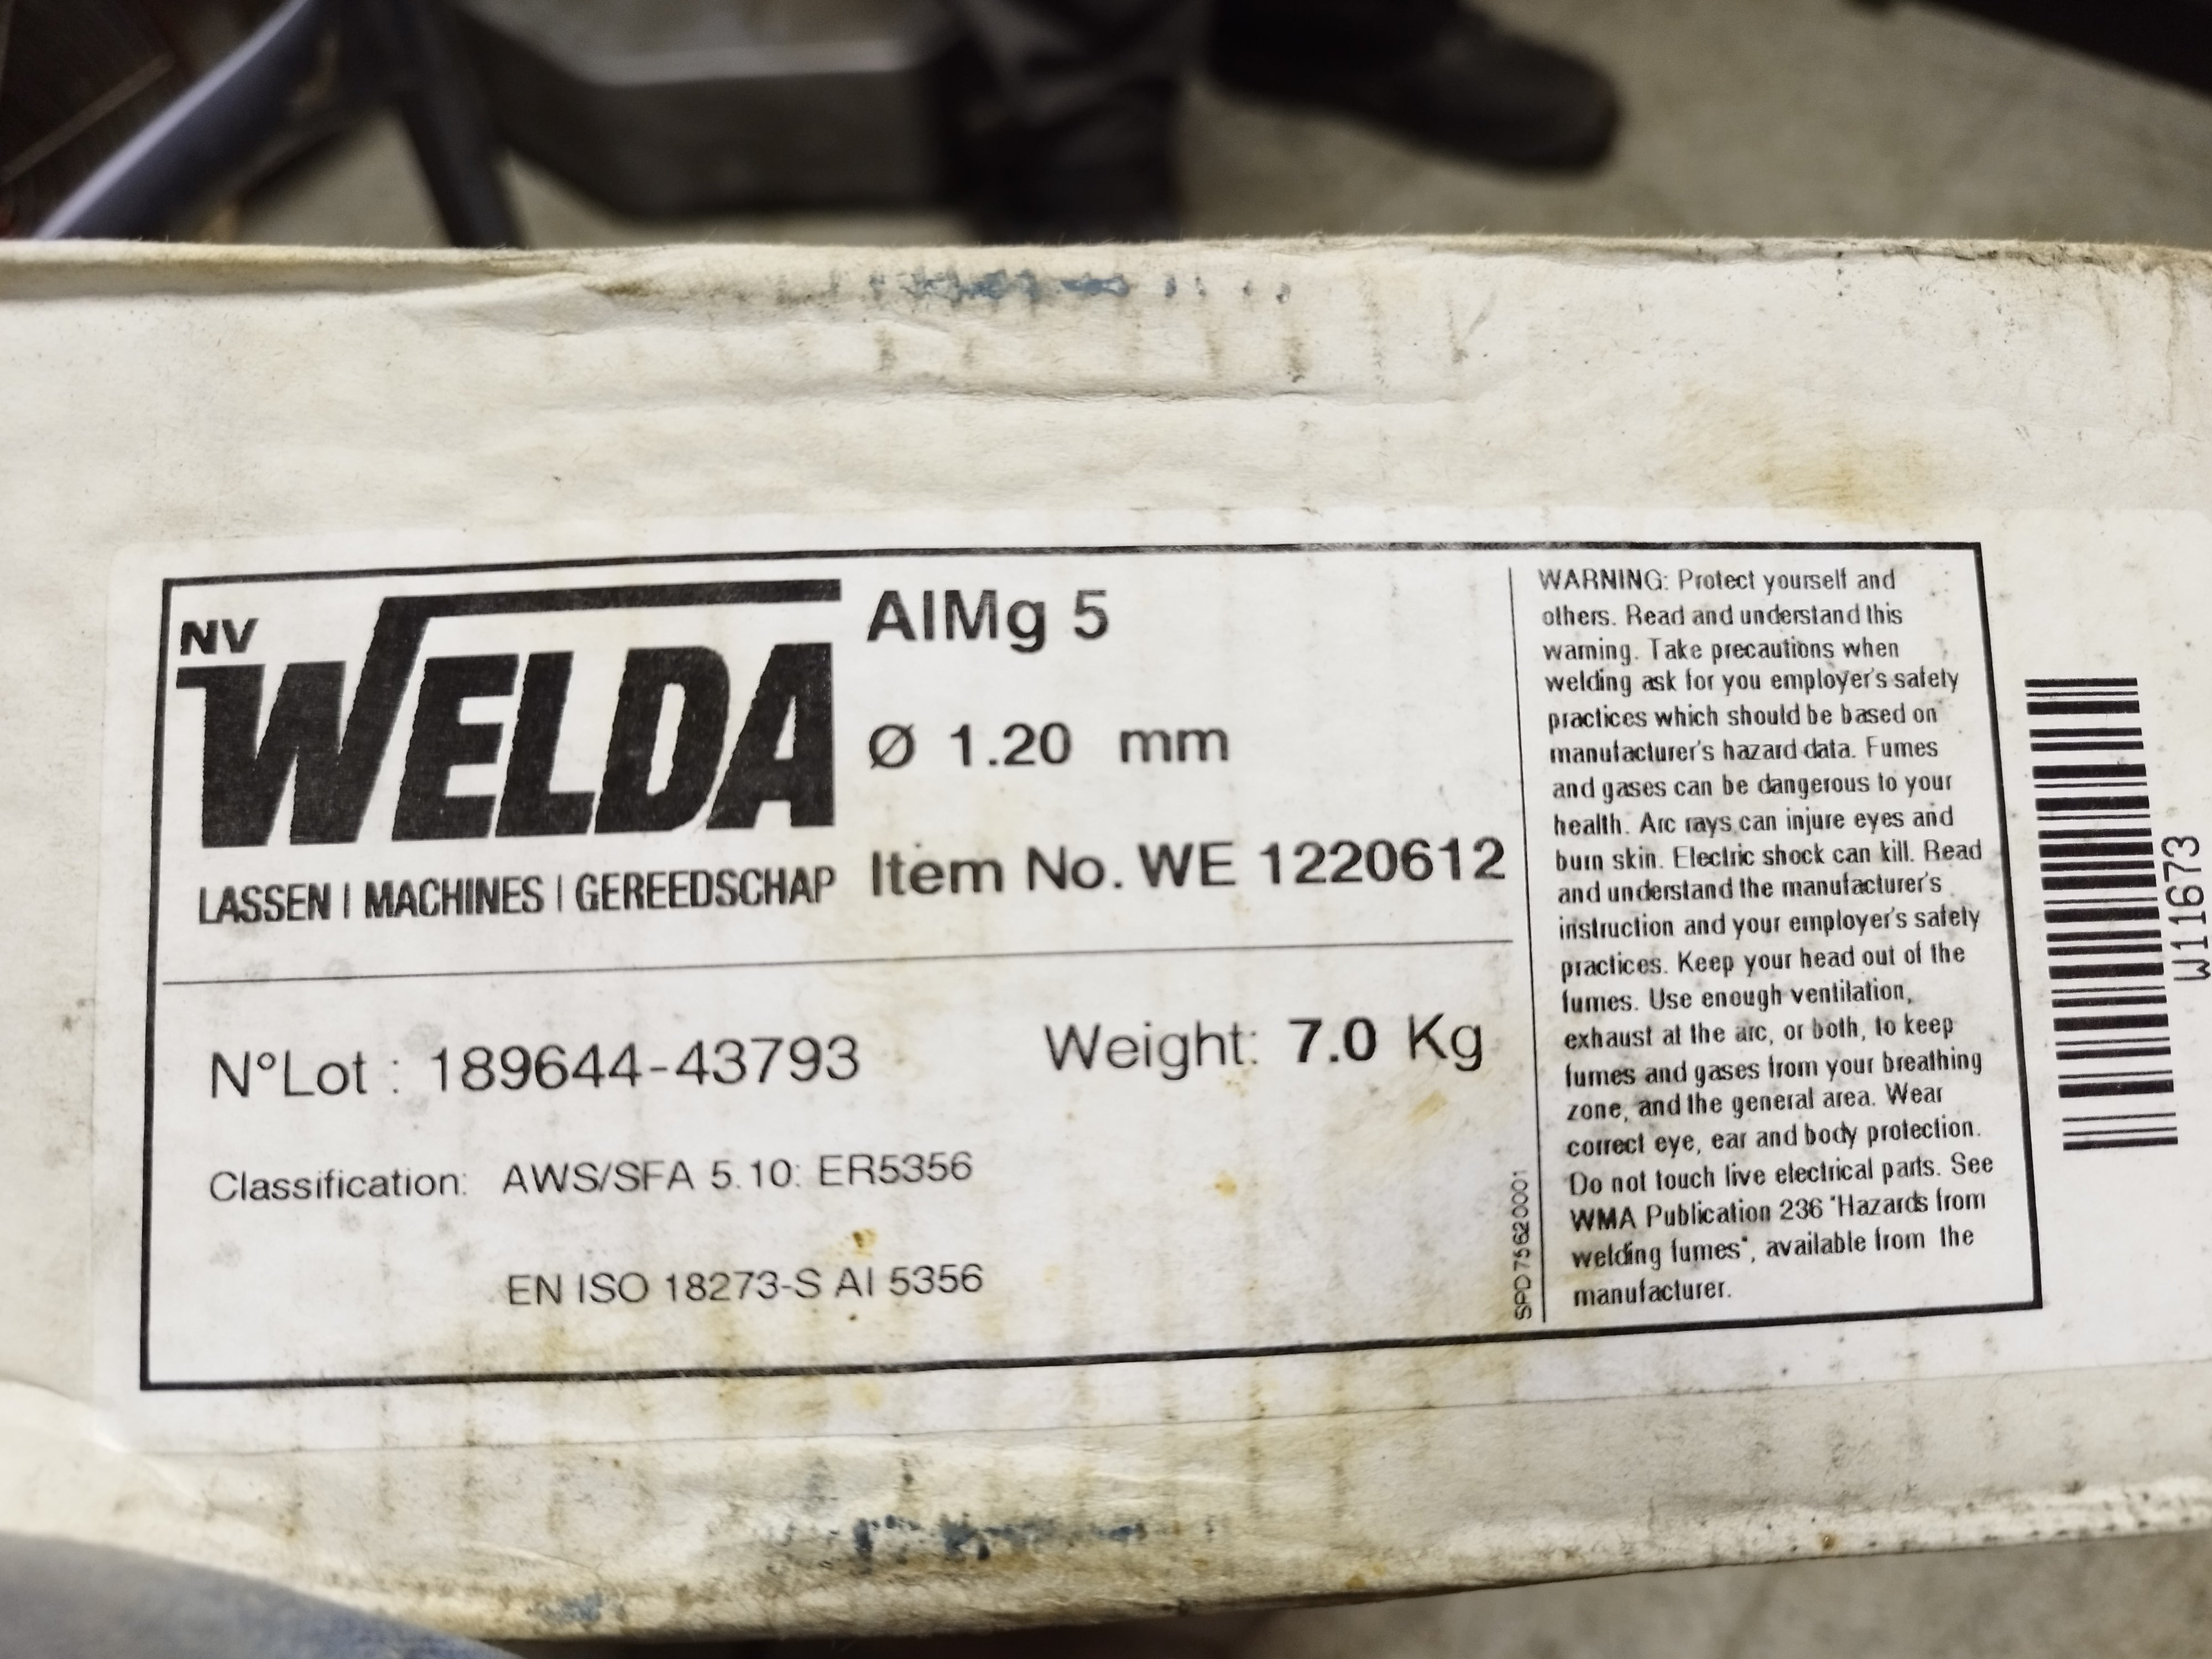 NV
WELDA
LASSEN | MACHINES | GEREEDSCHAP
AlMg 5
Ø 1.20 mm
Item No. WE 1220612
N°Lot : 189644-43793
Weight: 7.0 Kg
Classification: AWS/SFA 5.10: ER5356
EN ISO 18273-S Al 5356
SPD7562 0001
WARNING: Protect yourself and
others. Read and understand this
warning. Take precautions when
welding ask for you employer's safety
practices which should be based on
manufacturer's hazard data. Fumes
and gases can be dangerous to your
health. Arc rays can injure eyes and
burn skin. Electric shock can kill. Read
and understand the manufacturer's
instruction and your employer's safety
practices. Keep your head out of the
fumes. Use enough ventilation,
exhaust at the arc, or both, to keep
fumes and gases from your breathing
zone, and the general area. Wear
correct eye, ear and body protection.
Do not touch live electrical parts. See
WMA Publication 236 "Hazards from
welding fumes", available from the
manufacturer.
W11673